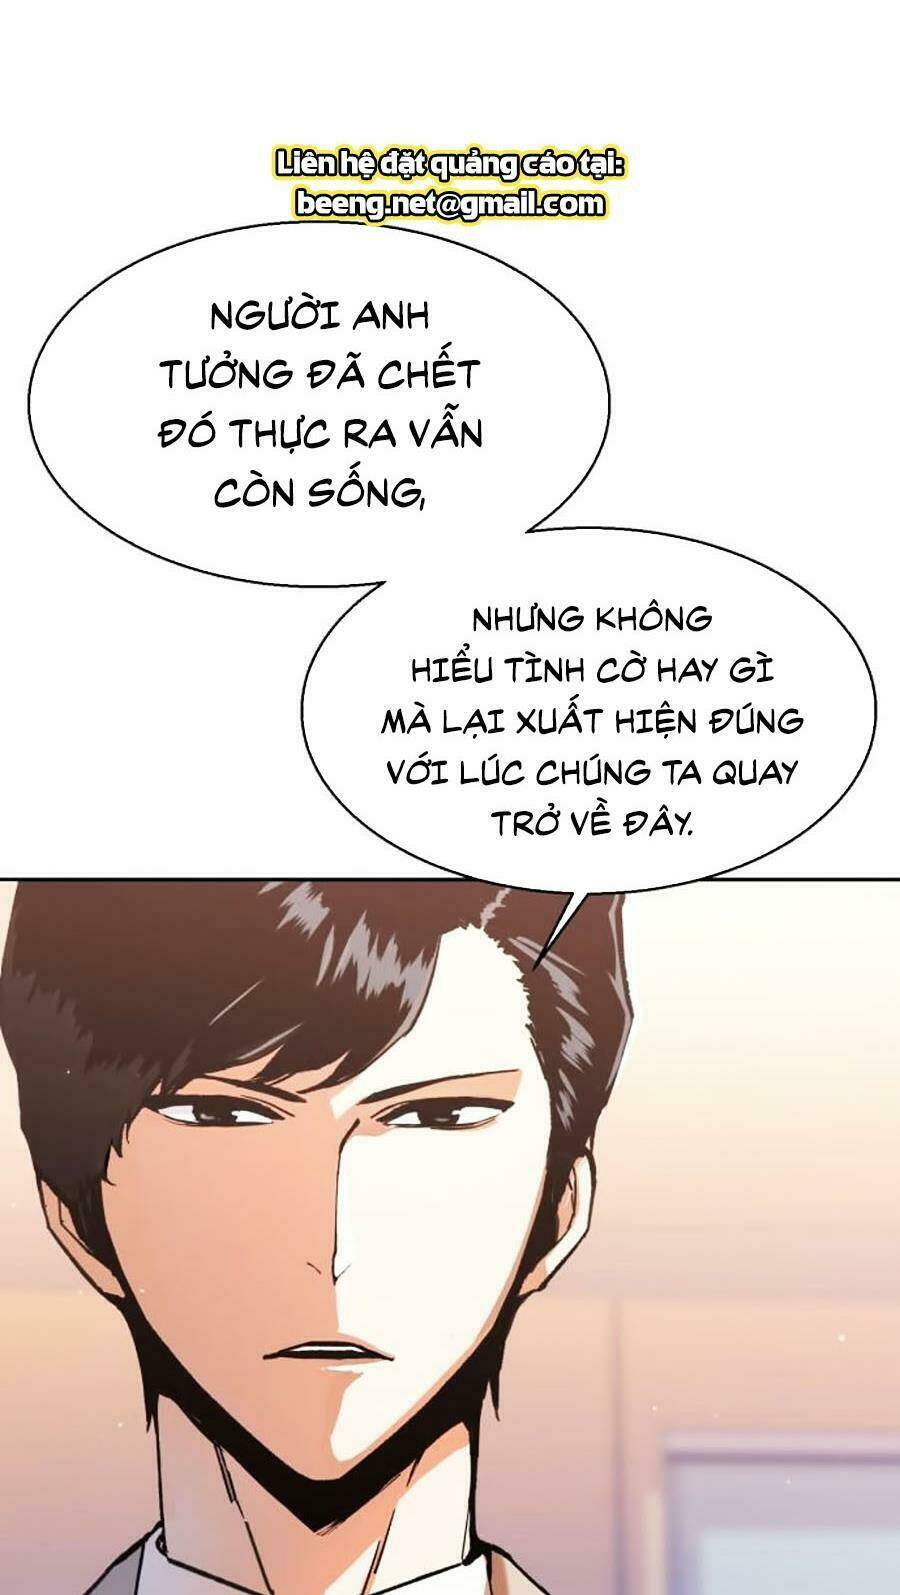 Liên hệ đặt quảng cáo tại:
beeng.net@gmail.com
NGƯỜI ANH
TƯỞNG ĐÃ CHẾT
ĐÓ THỰC RA VẪN
CÒN SỐNG,
NHƯNG KHÔNG
HIỂU TÌNH CỜ HAY GÌ
MÀ LẠI XUẤT HIỆN ĐÚNG
VỚI LÚC CHÚNG TA QUAY
TRỞ VỀ ĐÂY.